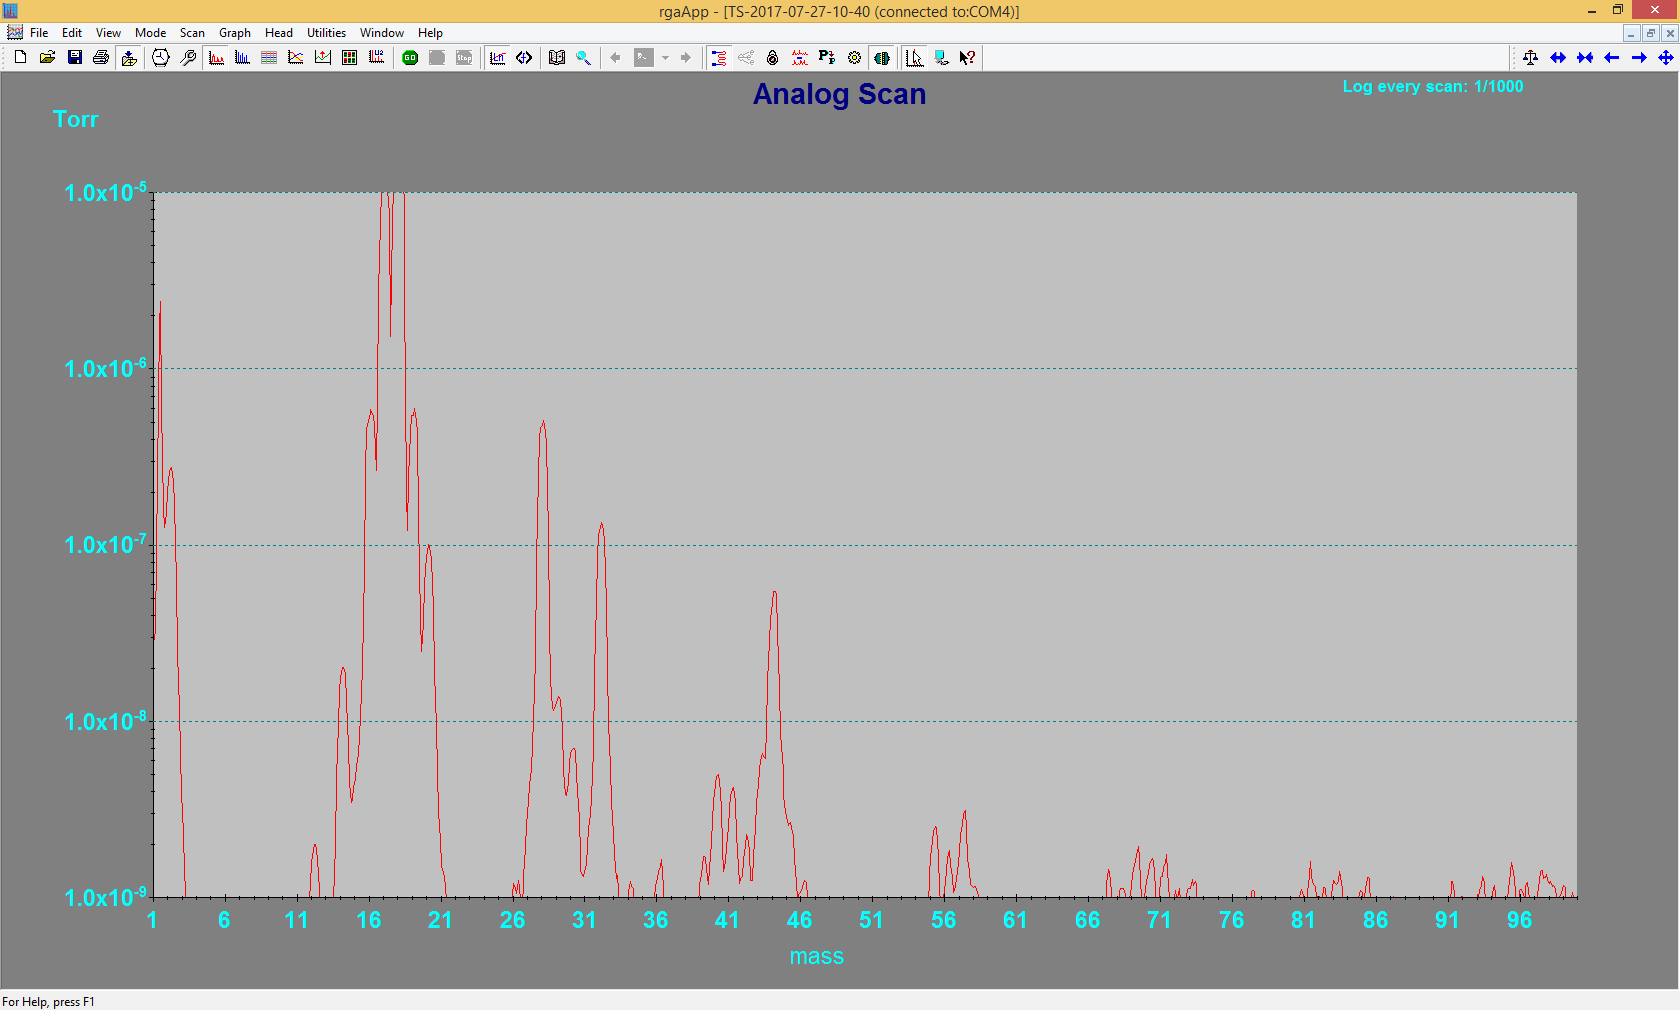 rgaApp - [TS-2017-07-27-10-40 (connected to:COM4)]
File Edit View Mode Scan Graph Head Utilities Window Help
GO Stop
Analog Scan
Log every scan: 1/1000
Torr
1.0x10-5
1.0x10-6
1.0x10-7
1.0x10-8
1.0x10-9
1 6 11 16 21 26 31 36 41 46 51 56 61 66 71 76 81 86 91 96
mass
For Help, press F1